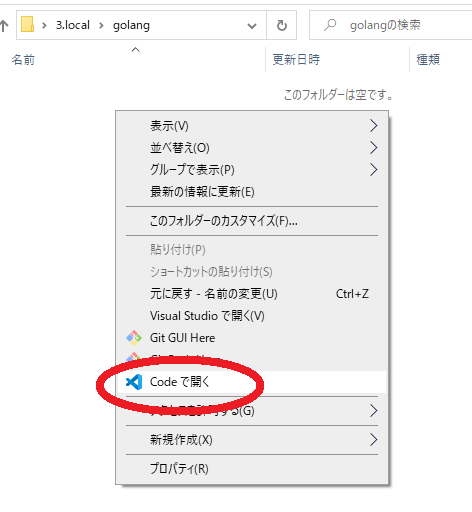 3.local > golang
golangの検索
名前 更新日時 種類
このフォルダーは空です。
表示(V)
並べ替え(O)
グループで表示(P)
最新の情報に更新(E)
このフォルダーのカスタマイズ(F)...
貼り付け(P)
ショートカットの貼り付け(S)
元に戻す - 名前の変更(U) Ctrl+Z
Visual Studio で開く(V)
Git GUI Here
Code で開く
(G)
新規作成(X)
プロパティ(R)